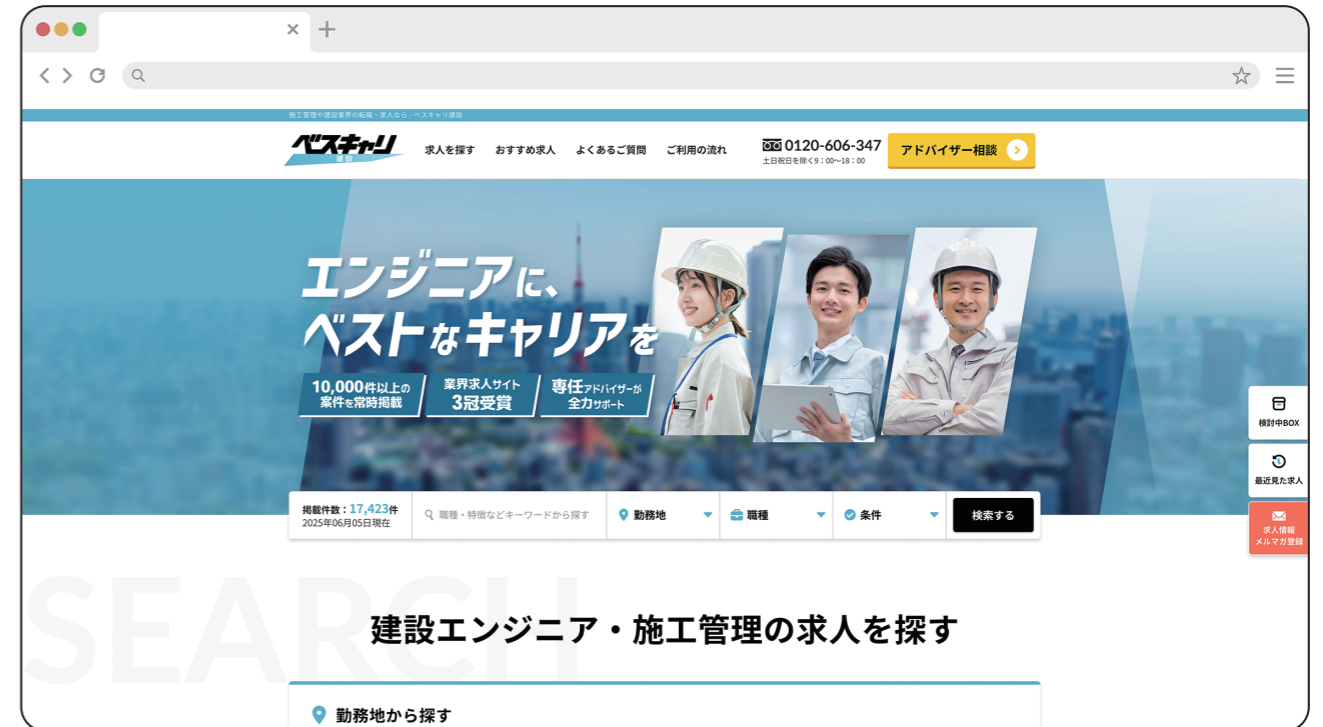 施工管理や建設業界の転職・求人なら - ベスキャリ建設
ベスキャリ
建設
求人を探す おすすめ求人 よくあるご質問 ご利用の流れ
0120-606-347
土日祝日を除く9：00〜18：00
アドバイザー相談
エンジニアに、
ベストなキャリアを
10,000件以上の
案件を常時掲載
業界求人サイト
3冠受賞
専任アドバイザーが
全力サポート
検討中BOX
最近見た求人
求人情報
メルマガ登録
掲載件数：17,423件
2025年06月05日現在
職種・特徴などキーワードから探す
勤務地
職種
条件
検索する
SEARCH
建設エンジニア・施工管理の求人を探す
勤務地から探す